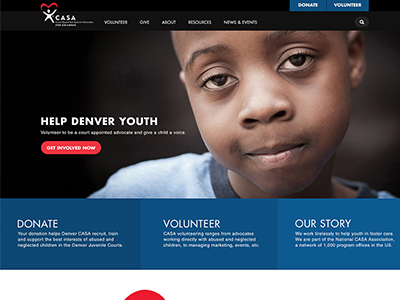 DONATE
VOLUNTEER
CASA
FOR CHILDREN
VOLUNTEER
GIVE
ABOUT
RESOURCES
NEWS & EVENTS
HELP DENVER YOUTH
Volunteer to be a court appointed advocate and give a child a voice.
GET INVOLVED NOW
DONATE
Your donation helps Denver CASA recruit, train
and support the best interests of abused and
neglected children in the Denver Juvenile Courts.
VOLUNTEER
CASA volunteering ranges from advocates
working directly with abused and neglected
children, to managing marketing, events, etc.
OUR STORY
We work tirelessly to help youth in foster care
We are part of the National CASA Association,
a network of 1,000 program offices in the US.